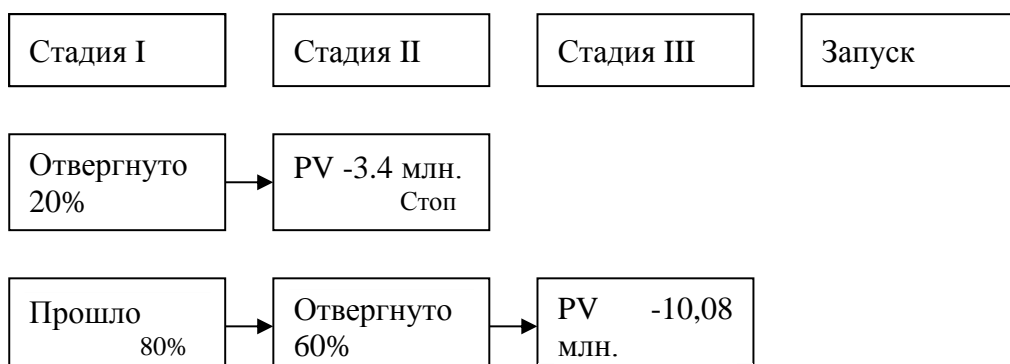 Стадия I
Стадия II
Стадия III
Запуск
Отвергнуто
20%
PV -3.4 млн.
Стоп
Прошло
80%
Отвергнуто
60%
PV -10,08
млн.